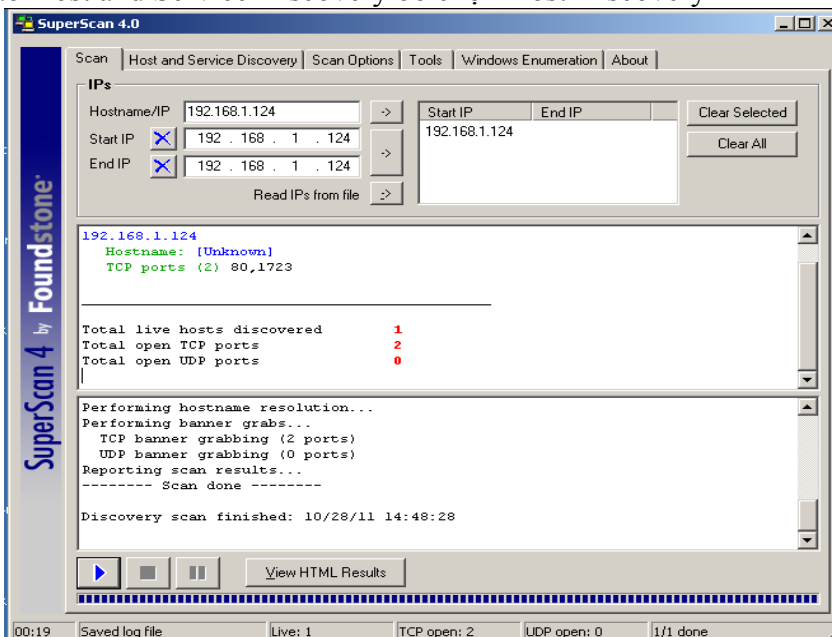 SuperScan 4.0
Scan Host and Service Discovery Scan Options Tools Windows Enumeration About
IPs
Hostname/IP 192.168.1.124 ->
Start IP X 192 . 168 . 1 . 124
End IP X 192 . 168 . 1 . 124
->
Read IPs from file :>
Start IP End IP
192.168.1.124
Clear Selected
Clear All
192.168.1.124
Hostname: [Unknown]
TCP ports (2) 80,1723
Total live hosts discovered 1
Total open TCP ports 2
Total open UDP ports 0
Performing hostname resolution...
Performing banner grabs...
TCP banner grabbing (2 ports)
UDP banner grabbing (0 ports)
Reporting scan results...
-------- Scan done --------
Discovery scan finished: 10/28/11 14:48:28
View HTML Results
SuperScan 4 by Foundstone
00:19 Saved log file Live: 1 TCP open: 2 UDP open: 0 1/1 done